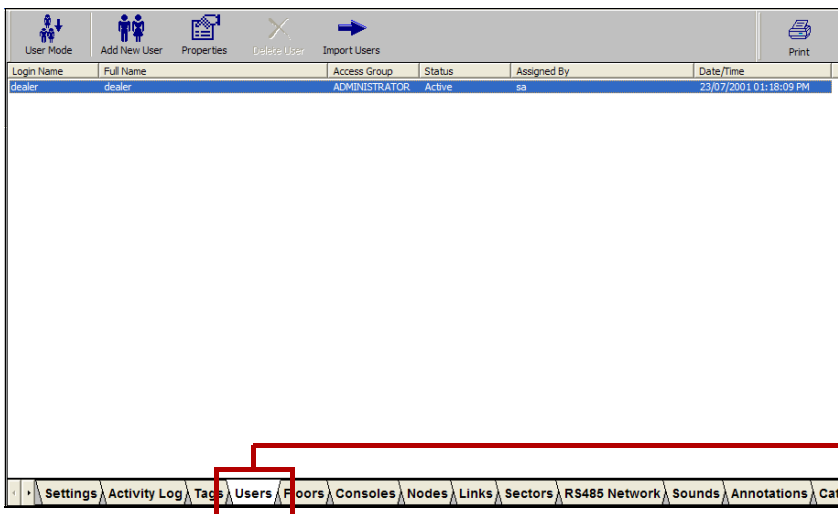 User Mode Add New User Properties Delete User Import Users Print
Login Name Full Name Access Group Status Assigned By Date/Time
dealer dealer ADMINISTRATOR Active sa 23/07/2001 01:18:09 PM
Settings Activity Log Tags Users Floors Consoles Nodes Links Sectors RS485 Network Sounds Annotations Cat